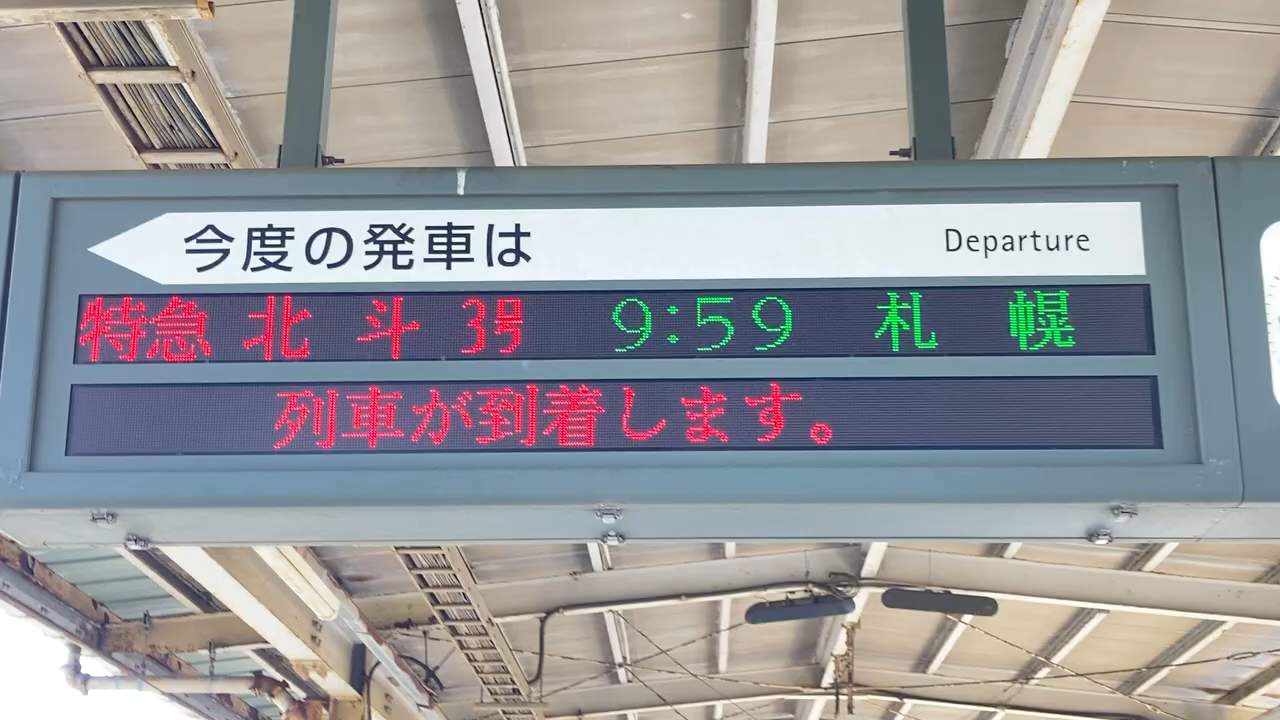 今度の発車は Departure
特急 北 斗 3号 9:59 札 幌
列車が到着します。